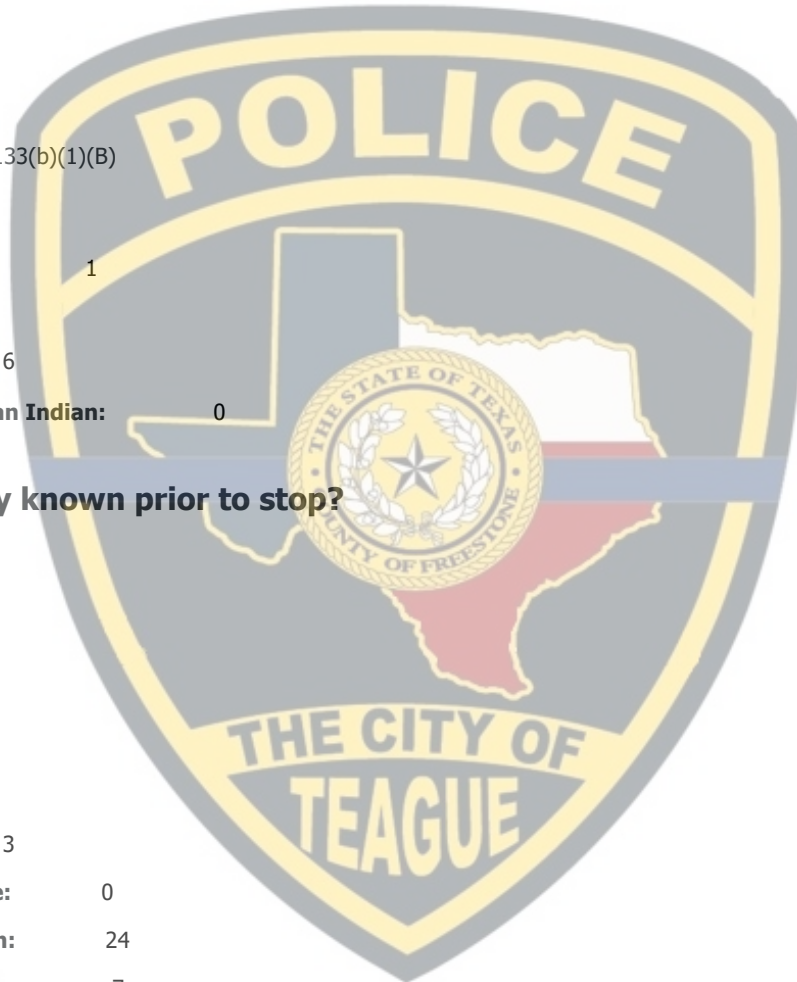 POLICE
.33(b)(1)(B)
1
6
an Indian: 0
THE STATE OF TEXAS
COUNTY OF FREESTONE
y known prior to stop?
THE CITY OF
TEAGUE
3
e: 0
n: 24